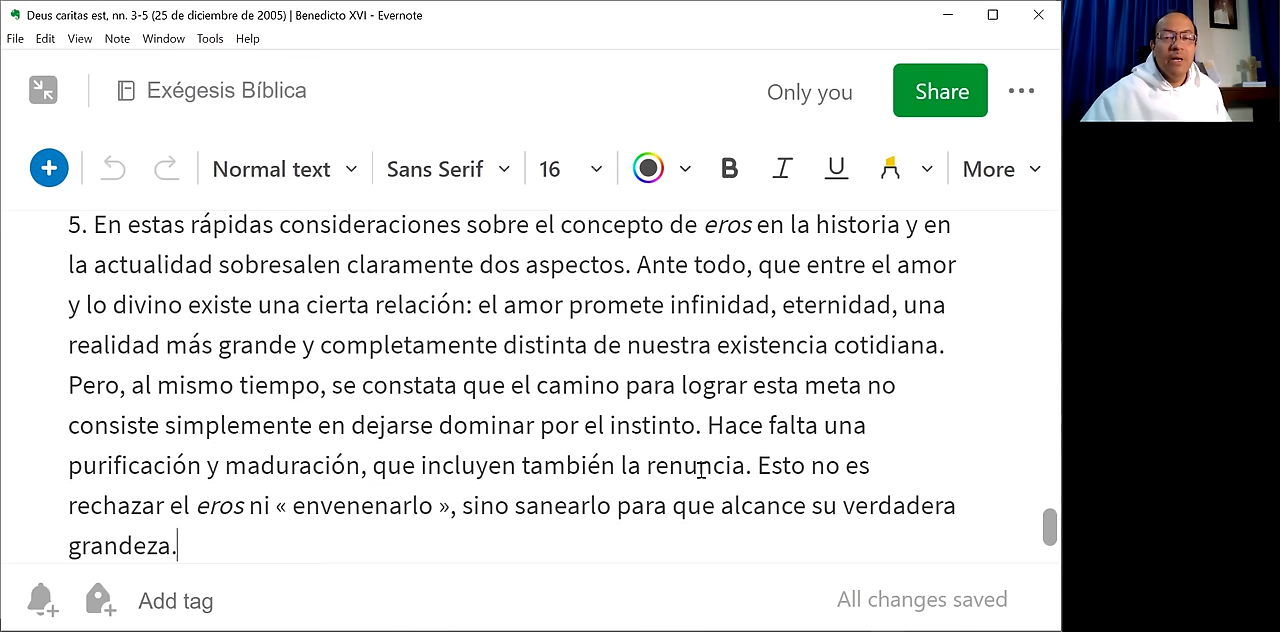 Deus caritas est, nn. 3-5 (25 de diciembre de 2005) | Benedicto XVI - Evernote
File Edit View Note Window Tools Help
Exégesis Bíblica
Only you
Share
Normal text
Sans Serif
16
B I U
More
5. En estas rápidas consideraciones sobre el concepto de eros en la historia y en
la actualidad sobresalen claramente dos aspectos. Ante todo, que entre el amor
y lo divino existe una cierta relación: el amor promete infinidad, eternidad, una
realidad más grande y completamente distinta de nuestra existencia cotidiana.
Pero, al mismo tiempo, se constata que el camino para lograr esta meta no
consiste simplemente en dejarse dominar por el instinto. Hace falta una
purificación y maduración, que incluyen también la renuncia. Esto no es
rechazar el eros ni « envenenarlo », sino sanearlo para que alcance su verdadera
grandeza.
Add tag
All changes saved